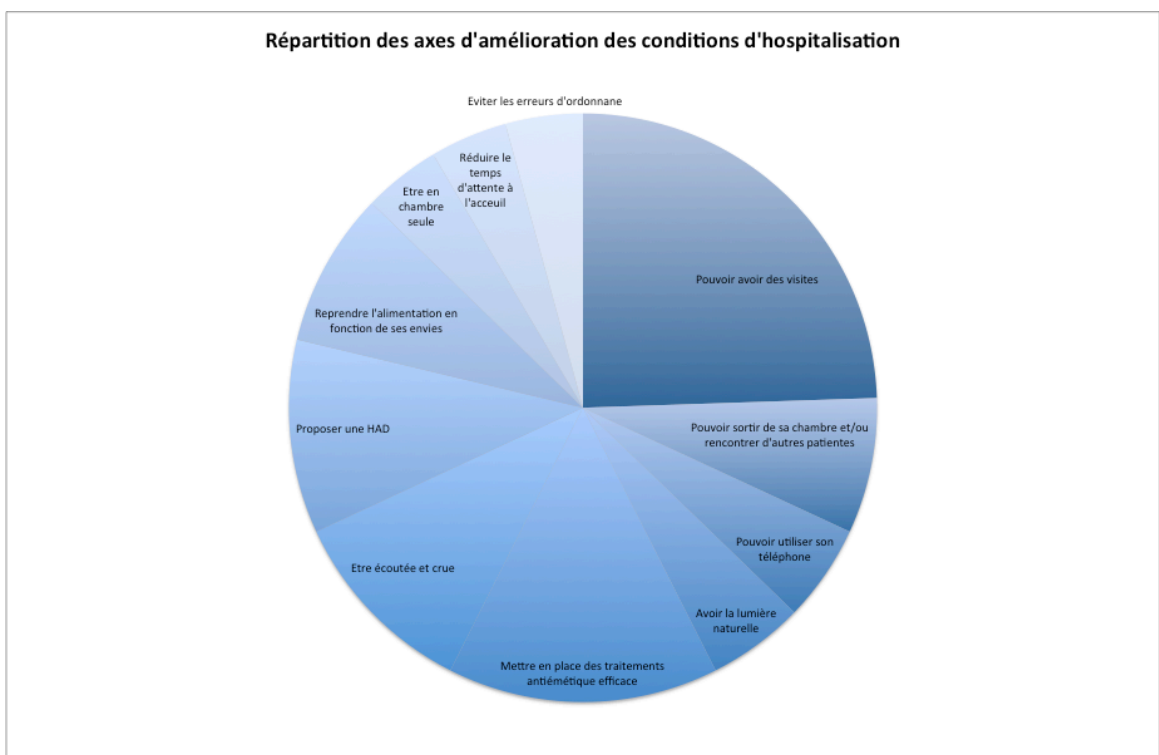 Répartition des axes d'amélioration des conditions d'hospitalisation
Eviter les erreurs d'ordonnane
Pouvoir avoir des visites
Pouvoir sortir de sa chambre et/ou
rencontrer d'autres patientes
Pouvoir utiliser son
téléphone
Avoir la lumière
naturelle
Mettre en place des traitements
antiémétique efficace
Etre écoutée et crue
Proposer une HAD
Reprendre l'alimentation en
fonction de ses envies
Etre en
chambre
seule
Réduire le
temps
d'attente à
l'acceuil